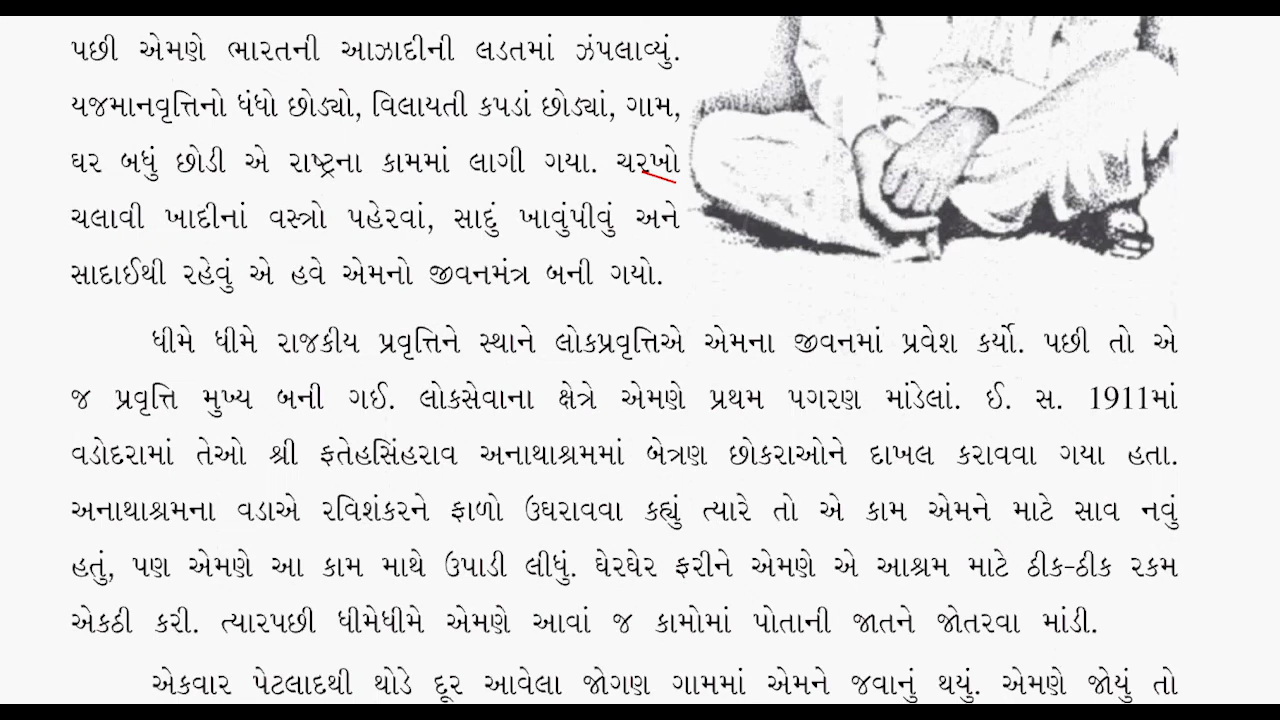 પછી એમણે ભારતની આઝાદીની લડતમાં ઝંપલાવ્યું.
યજમાનવૃત્તિનો ધંધો છોડ્યો, વિલાયતી કપડાં છોડ્યાં, ગામ,
ઘર બધું છોડી એ રાષ્ટ્રના કામમાં લાગી ગયા. ચરખો
ચલાવી ખાદીનાં વસ્ત્રો પહેરવાં, સાદું ખાવુંપીવું અને
સાદાઈથી રહેવું એ હવે એમનો જીવનમંત્ર બની ગયો.
ધીમે ધીમે રાજકીય પ્રવૃત્તિને સ્થાને લોકપ્રવૃત્તિએ એમના જીવનમાં પ્રવેશ કર્યો. પછી તો એ
જ પ્રવૃત્તિ મુખ્ય બની ગઈ. લોકસેવાના ક્ષેત્રે એમણે પ્રથમ પગરણ માંડેલાં. ઈ. સ. 1911માં
વડોદરામાં તેઓ શ્રી ફતેહસિંહરાવ અનાથાશ્રમમાં બેત્રણ છોકરાઓને દાખલ કરાવવા ગયા હતા.
અનાથાશ્રમના વડાએ રવિશંકરને ફાળો ઉઘરાવવા કહ્યું ત્યારે તો એ કામ એમને માટે સાવ નવું
હતું, પણ એમણે આ કામ માથે ઉપાડી લીધું. ઘેરઘેર ફરીને એમણે એ આશ્રમ માટે ઠીક-ઠીક રકમ
એકઠી કરી. ત્યારપછી ધીમેધીમે એમણે આવાં જ કામોમાં પોતાની જાતને જોતરવા માંડી.
એકવાર પેટલાદથી થોડે દૂર આવેલા જોગણ ગામમાં એમને જવાનું થયું. એમણે જોયું તો